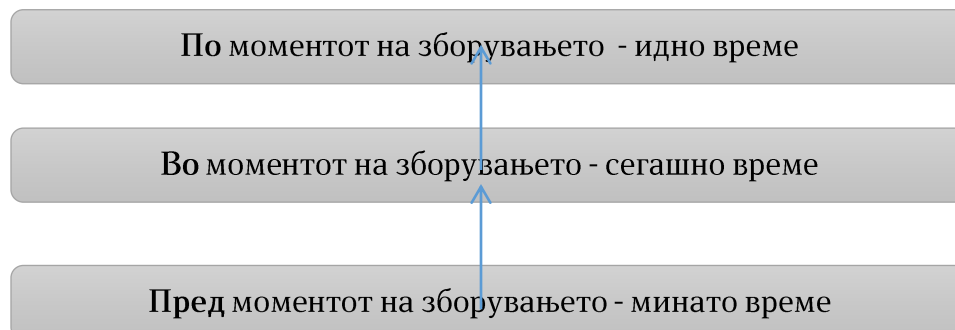 По моментот на зборувањето - идно време
Во моментот на зборувањето - сегашно време
Пред моментот на зборувањето - минато време